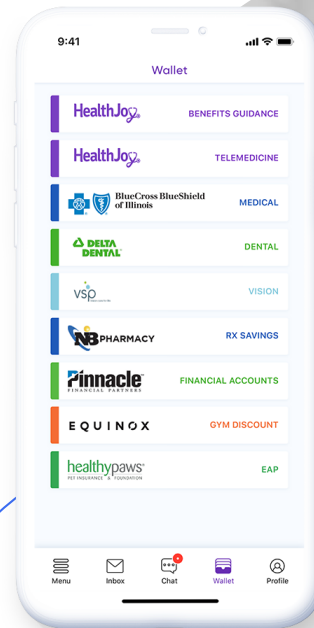 9:41
Wallet
HealthJoy. BENEFITS GUIDANCE
HealthJoy. TELEMEDICINE
BlueCross BlueShield
of Illinois
MEDICAL
DELTA
DENTAL
DENTAL
vsp
VISION
NB PHARMACY RX SAVINGS
Pinnacle
FINANCIAL PARTNERS
FINANCIAL ACCOUNTS
EQUINOX GYM DISCOUNT
healthypaws
PET INSURANCE & FOUNDATION
EAP
Menu Inbox Chat Wallet Profile